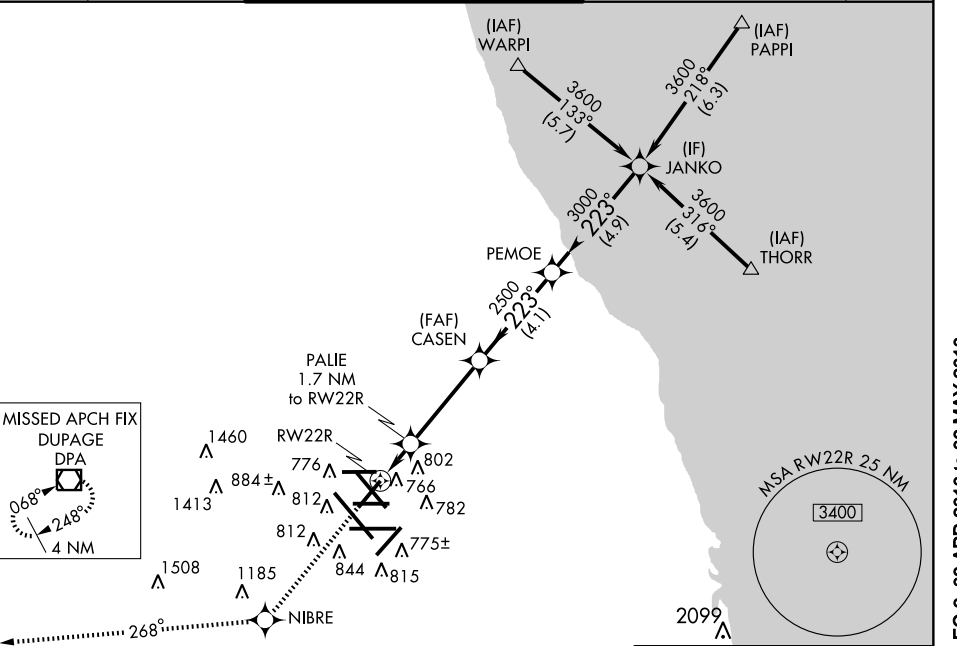 (IAF)
WARPI
(IAF)
PAPPI
3600
133°
(5.7)
3600
218°
(6.3)
(IF)
JANKO
3600
316°
(5.4)
(IAF)
THORR
3000
223°
(4.9)
PEMOE
2500
223°
(4.1)
(FAF)
CASEN
PALIE
1.7 NM
to RW22R
RW22R
MISSED APCH FIX
DUPAGE
DPA
068°
248°
4 NM
1460
1413
884±
776
802
766
782
812
812
844
775±
815
1508
1185
NIBRE
268°
MSA RW22R 25 NM
3400
2099